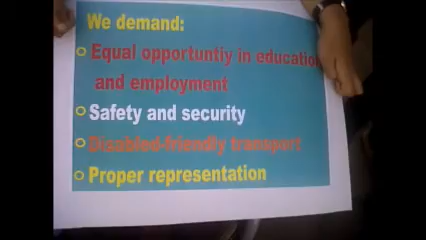 We demand:
Equal opportuntiy in education
and employment
Safety and security
Disabled-friendly transport
Proper representation